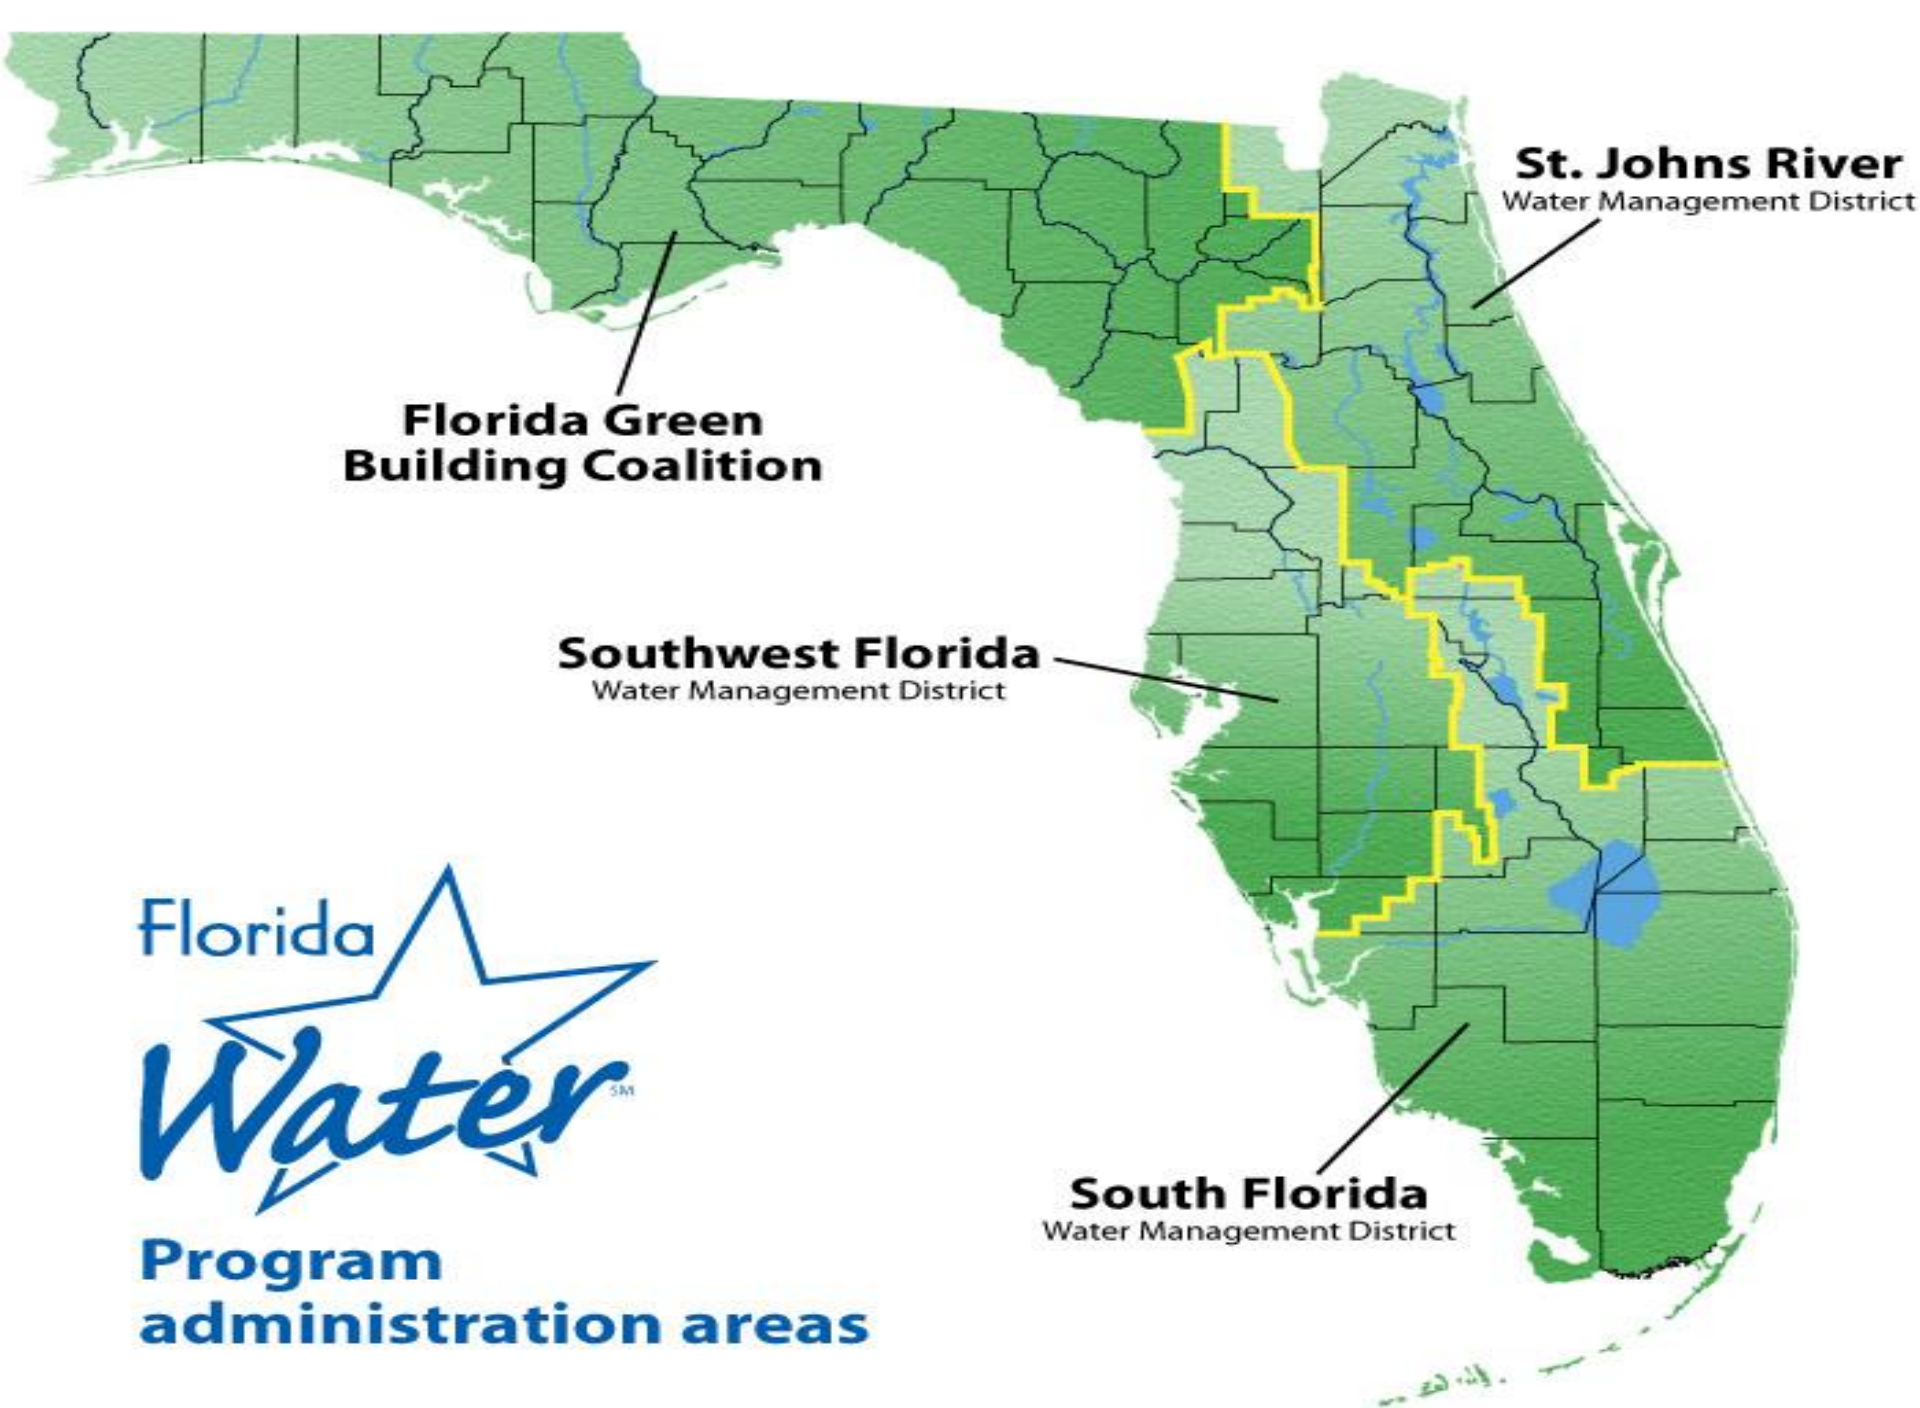 St. Johns River
Water Management District
Florida Green
Building Coalition
Southwest Florida
Water Management District
South Florida
Water Management District
Florida
Water
SM
Program
administration areas